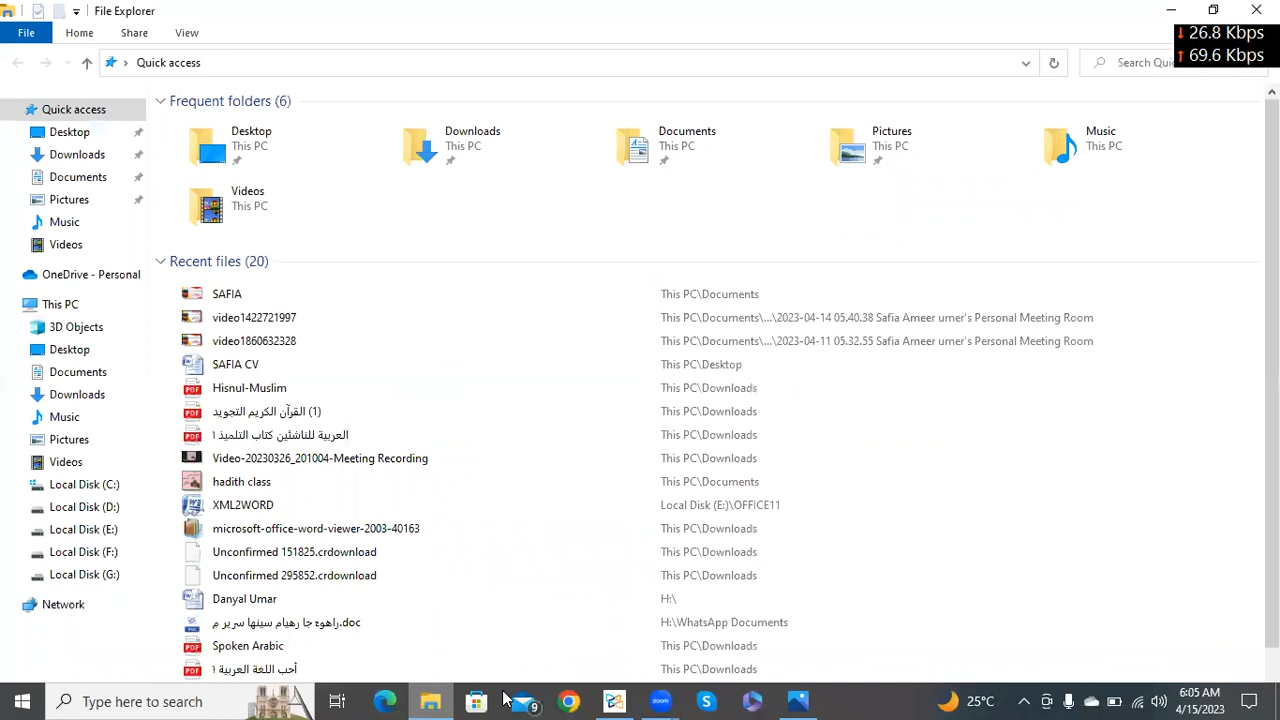 File Explorer
File Home Share View
26.8 Kbps
69.6 Kbps
Quick access
Search Qu
Quick access
Desktop
Downloads
Documents
Pictures
Music
Videos
OneDrive - Personal
This PC
3D Objects
Desktop
Documents
Downloads
Music
Pictures
Videos
Local Disk (C:)
Local Disk (D:)
Local Disk (E:)
Local Disk (F:)
Local Disk (G:)
Network
Frequent folders (6)
Desktop
This PC
Downloads
This PC
Documents
This PC
Pictures
This PC
Music
This PC
Videos
This PC
Recent files (20)
SAFIA This PC\Documents
video1422721997 This PC\Documents\...\2023-04-14 05.40.38 Safia Ameer umer's Personal Meeting Room
video1860632328 This PC\Documents\...\2023-04-11 05.32.55 Safia Ameer umer's Personal Meeting Room
SAFIA CV This PC\Desktop
Hisnul-Muslim This PC\Downloads
القرآن الكريم التجويد (1) This PC\Downloads
العربية للناشئين كتاب التلميذ ١ This PC\Downloads
Video-20230326_201004-Meeting Recording This PC\Downloads
hadith class This PC\Documents
XML2WORD Local Disk (E:)\OFFICE11
microsoft-office-word-viewer-2003-40163 This PC\Downloads
Unconfirmed 151825.crdownload This PC\Downloads
Unconfirmed 295852.crdownload This PC\Downloads
Danyal Umar H:\
راھوء جا رھیام سینھا سریر م.doc H:\WhatsApp Documents
Spoken Arabic This PC\Downloads
أحب اللغة العربية ١ This PC\Downloads
Type here to search
9
zoom
25°C
6:05 AM
4/15/2023